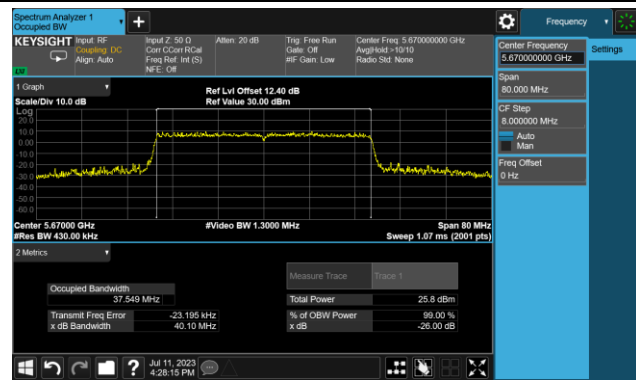 Spectrum Analyzer 1
Occupied BW
+
Frequency
KEYSIGHT
Input: RF
Coupling: DC
Align: Auto
Input Z: 50 Ω
Corr CCorr RCal
Freq Ref: Int (S)
NFE: Off
Atten: 20 dB
Trig: Free Run
Gate: Off
#IF Gain: Low
Center Freq: 5.670000000 GHz
Avg|Hold:>10/10
Radio Std: None
Center Frequency
5.670000000 GHz
Settings
Span
80.000 MHz
CF Step
8.000000 MHz
Auto
Man
Freq Offset
0 Hz
1 Graph
Scale/Div 10.0 dB
Ref Lvl Offset 12.40 dB
Ref Value 30.00 dBm
Log
20.0
10.0
0.00
-10.0
-20.0
-30.0
-40.0
-50.0
-60.0
Center 5.67000 GHz
#Res BW 430.00 kHz
#Video BW 1.3000 MHz
Span 80 MHz
Sweep 1.07 ms (2001 pts)
2 Metrics
Measure Trace
Trace 1
Occupied Bandwidth
37.549 MHz
Total Power
25.8 dBm
Transmit Freq Error
-23.195 kHz
% of OBW Power
99.00 %
x dB Bandwidth
40.10 MHz
x dB
-26.00 dB
?
Jul 11, 2023
4:28:15 PM